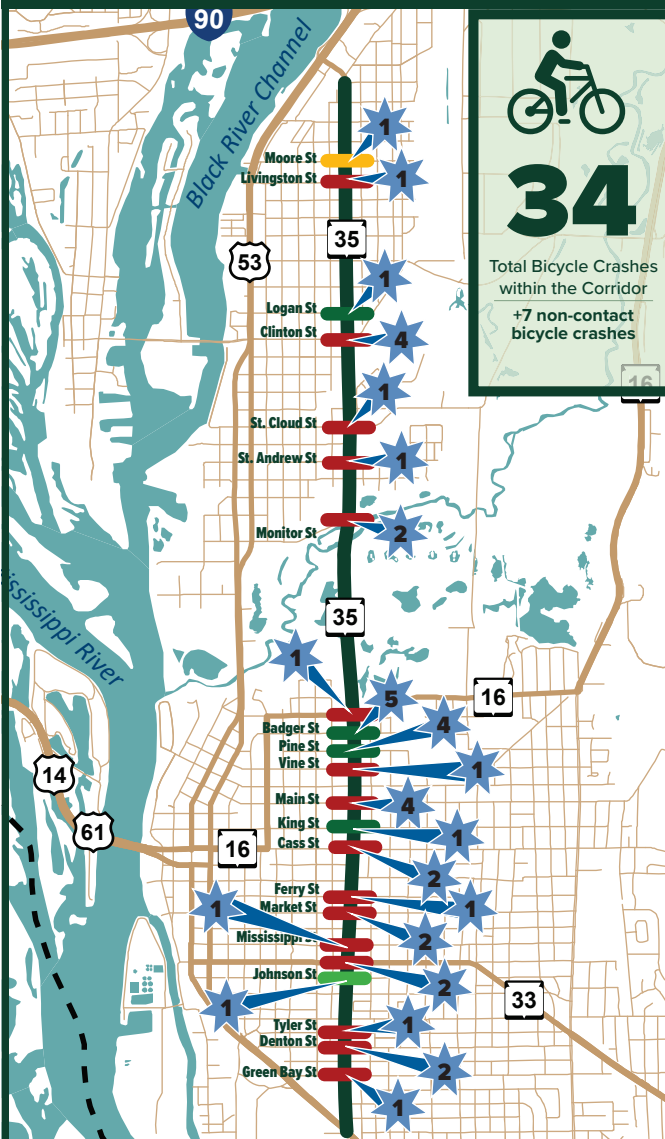 90
Black River Channel
1
Moore St
Livingston St
1
35
53
34
Total Bicycle Crashes
within the Corridor
+7 non-contact
bicycle crashes
16
1
Logan St
Clinton St
4
1
St. Cloud St
St. Andrew St
1
Monitor St
2
ississippi River
35
1
5
16
Badger St
4
Pine St
Vine St
1
14
Main St
4
61
King St
1
16
Cass St
2
Ferry St
1
1
Market St
2
Mississippi St
Johnson St
2
1
33
Tyler St
1
Denton St
2
Green Bay St
1